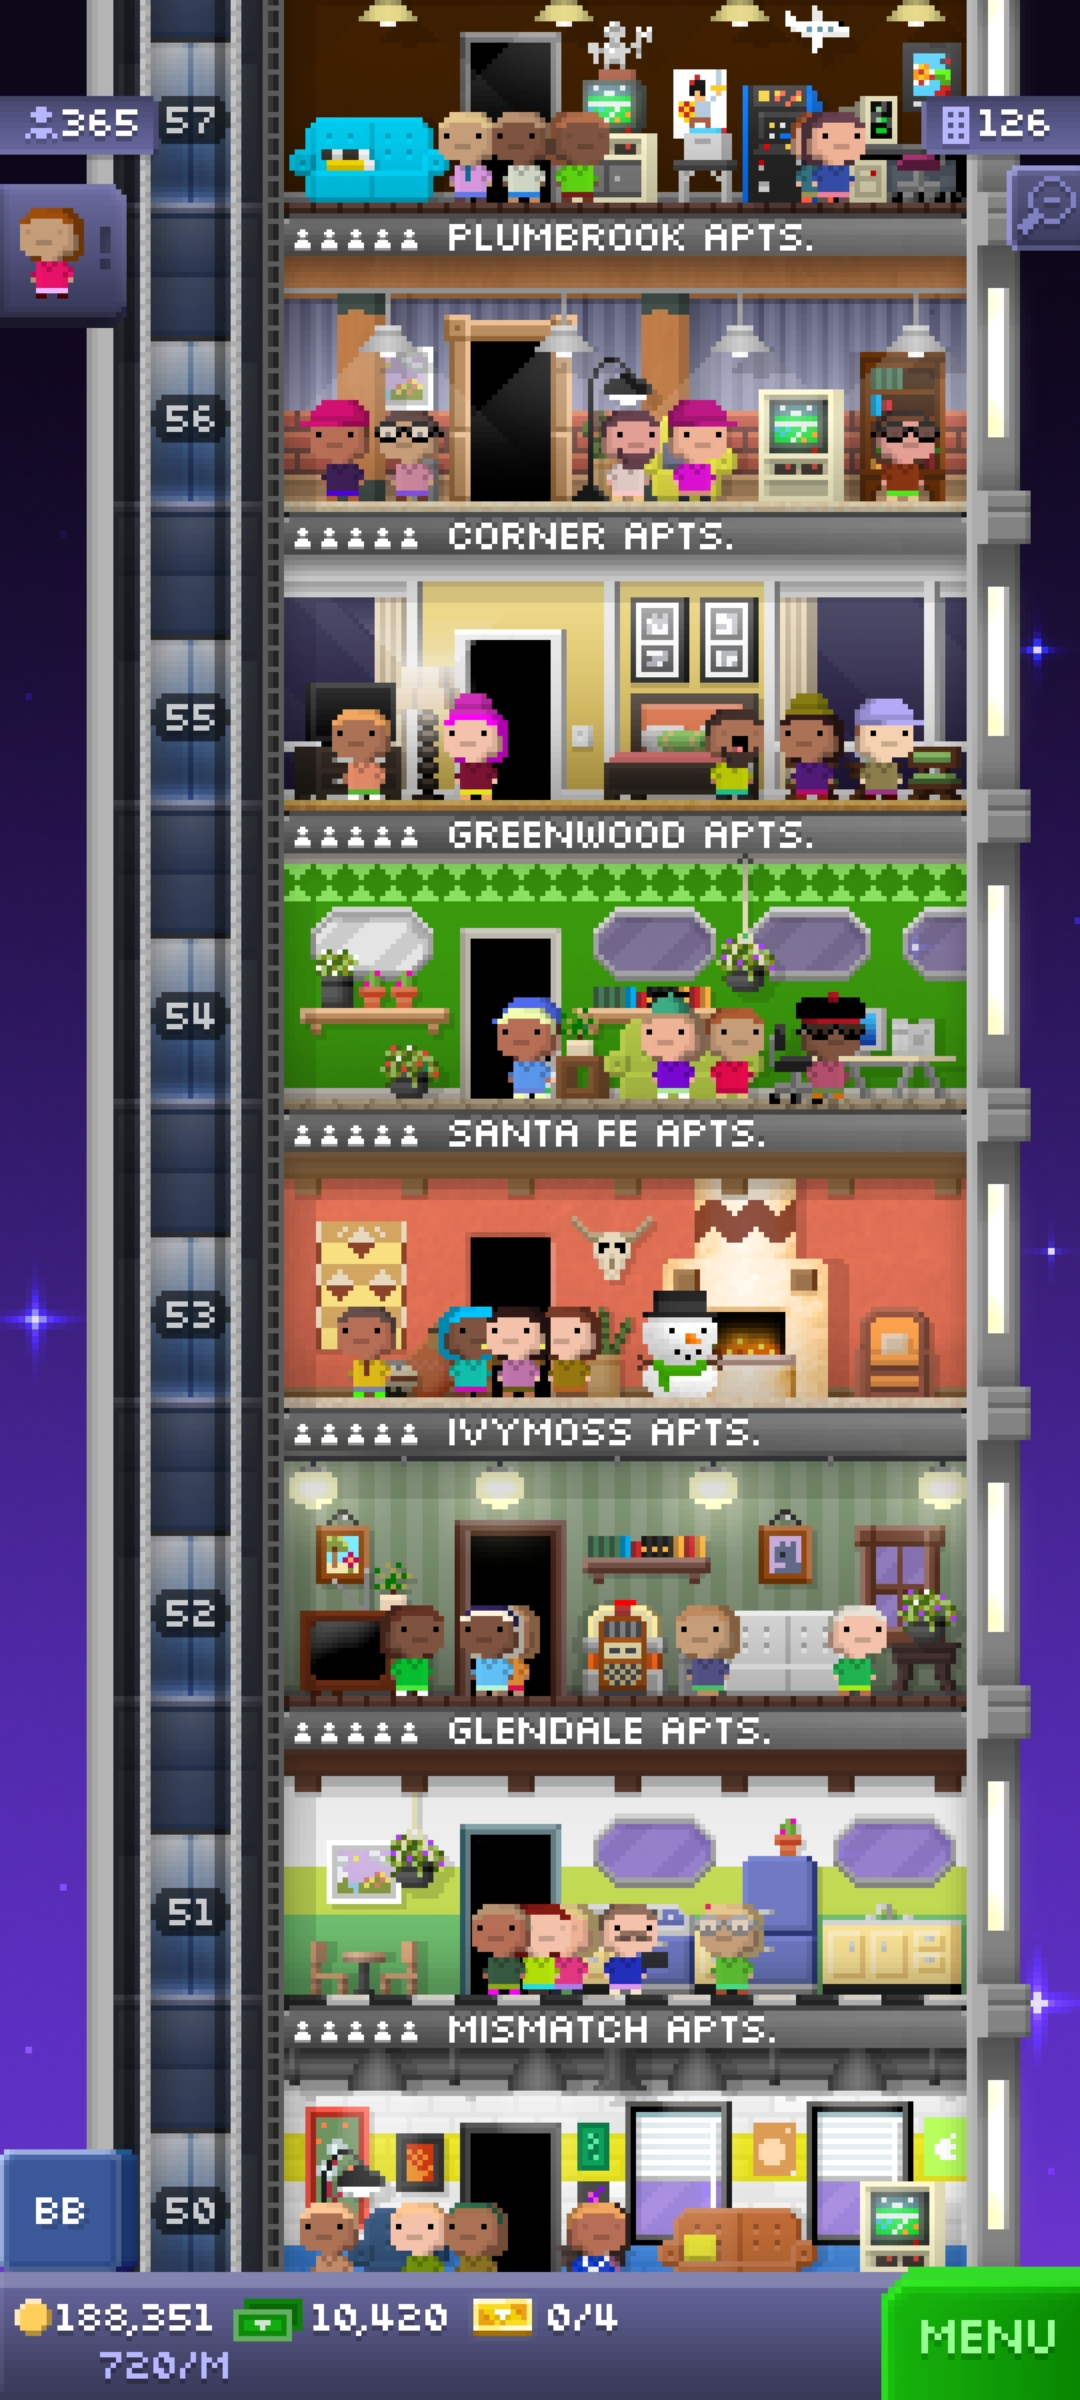 57
365
126
PLUMBROOK APTS.
!
56
CORNER APTS.
55
GREENWOOD APTS.
54
SANTA FE APTS.
53
IVYMOSS APTS.
52
GLENDALE APTS.
51
MISMATCH APTS.
50
BB
188,351 10,420 0/4
720/M
MENU